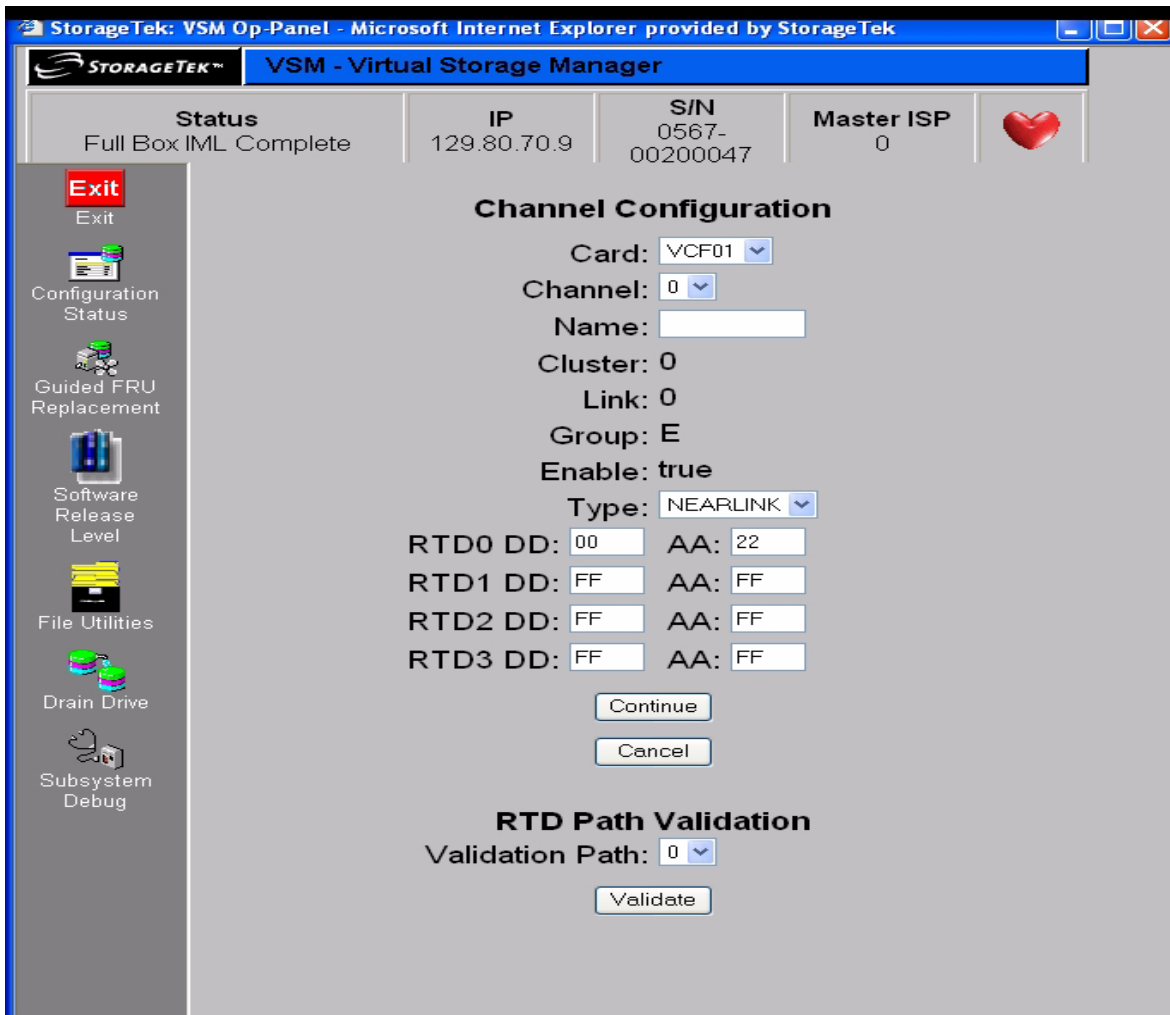 StorageTek: VSM Op-Panel - Microsoft Internet Explorer provided by StorageTek
STORAGETEK™ VSM - Virtual Storage Manager
Status
Full Box IML Complete
IP
129.80.70.9
S/N
0567-
00200047
Master ISP
0
Exit
Exit
Configuration
Status
Guided FRU
Replacement
Software
Release
Level
File Utilities
Drain Drive
Subsystem
Debug
Channel Configuration
Card: VCF01
Channel: 0
Name:
Cluster: 0
Link: 0
Group: E
Enable: true
Type: NEARLINK
RTD0 DD: 00 AA: 22
RTD1 DD: FF AA: FF
RTD2 DD: FF AA: FF
RTD3 DD: FF AA: FF
Continue
Cancel
RTD Path Validation
Validation Path: 0
Validate